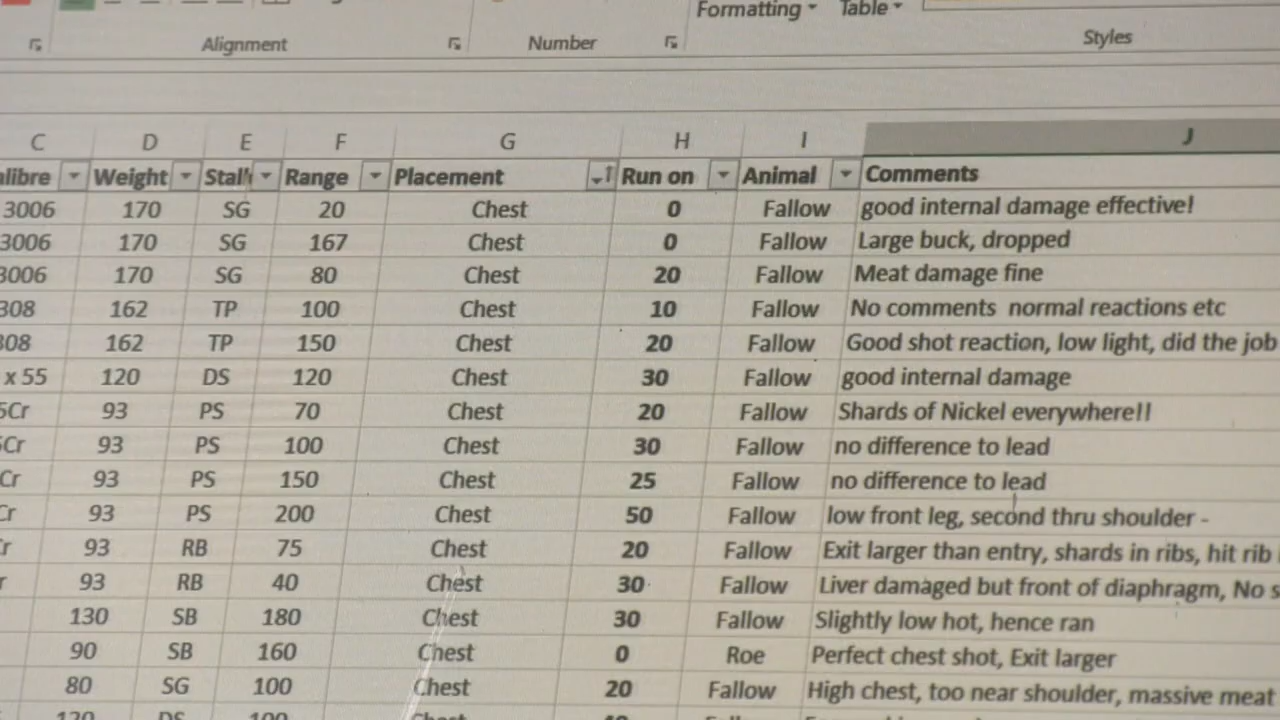 Formatting Table
Alignment Number Styles
C D E F G H I J
alibre Weight Stal Range Placement Run on Animal Comments
3006 170 SG 20 Chest 0 Fallow good internal damage effective!
3006 170 SG 167 Chest 0 Fallow Large buck, dropped
3006 170 SG 80 Chest 20 Fallow Meat damage fine
308 162 TP 100 Chest 10 Fallow No comments normal reactions etc
308 162 TP 150 Chest 20 Fallow Good shot reaction, low light, did the job
x 55 120 DS 120 Chest 30 Fallow good internal damage
5Cr 93 PS 70 Chest 20 Fallow Shards of Nickel everywhere!!
5Cr 93 PS 100 Chest 30 Fallow no difference to lead
Cr 93 PS 150 Chest 25 Fallow no difference to lead
Cr 93 PS 200 Chest 50 Fallow low front leg, second thru shoulder -
r 93 RB 75 Chest 20 Fallow Exit larger than entry, shards in ribs, hit rib
r 93 RB 40 Chest 30 Fallow Liver damaged but front of diaphragm, No s
130 SB 180 Chest 30 Fallow Slightly low hot, hence ran
90 SB 160 Chest 0 Roe Perfect chest shot, Exit larger
80 SG 100 Chest 20 Fallow High chest, too near shoulder, massive meat
120 DS 100 Chest Fallow